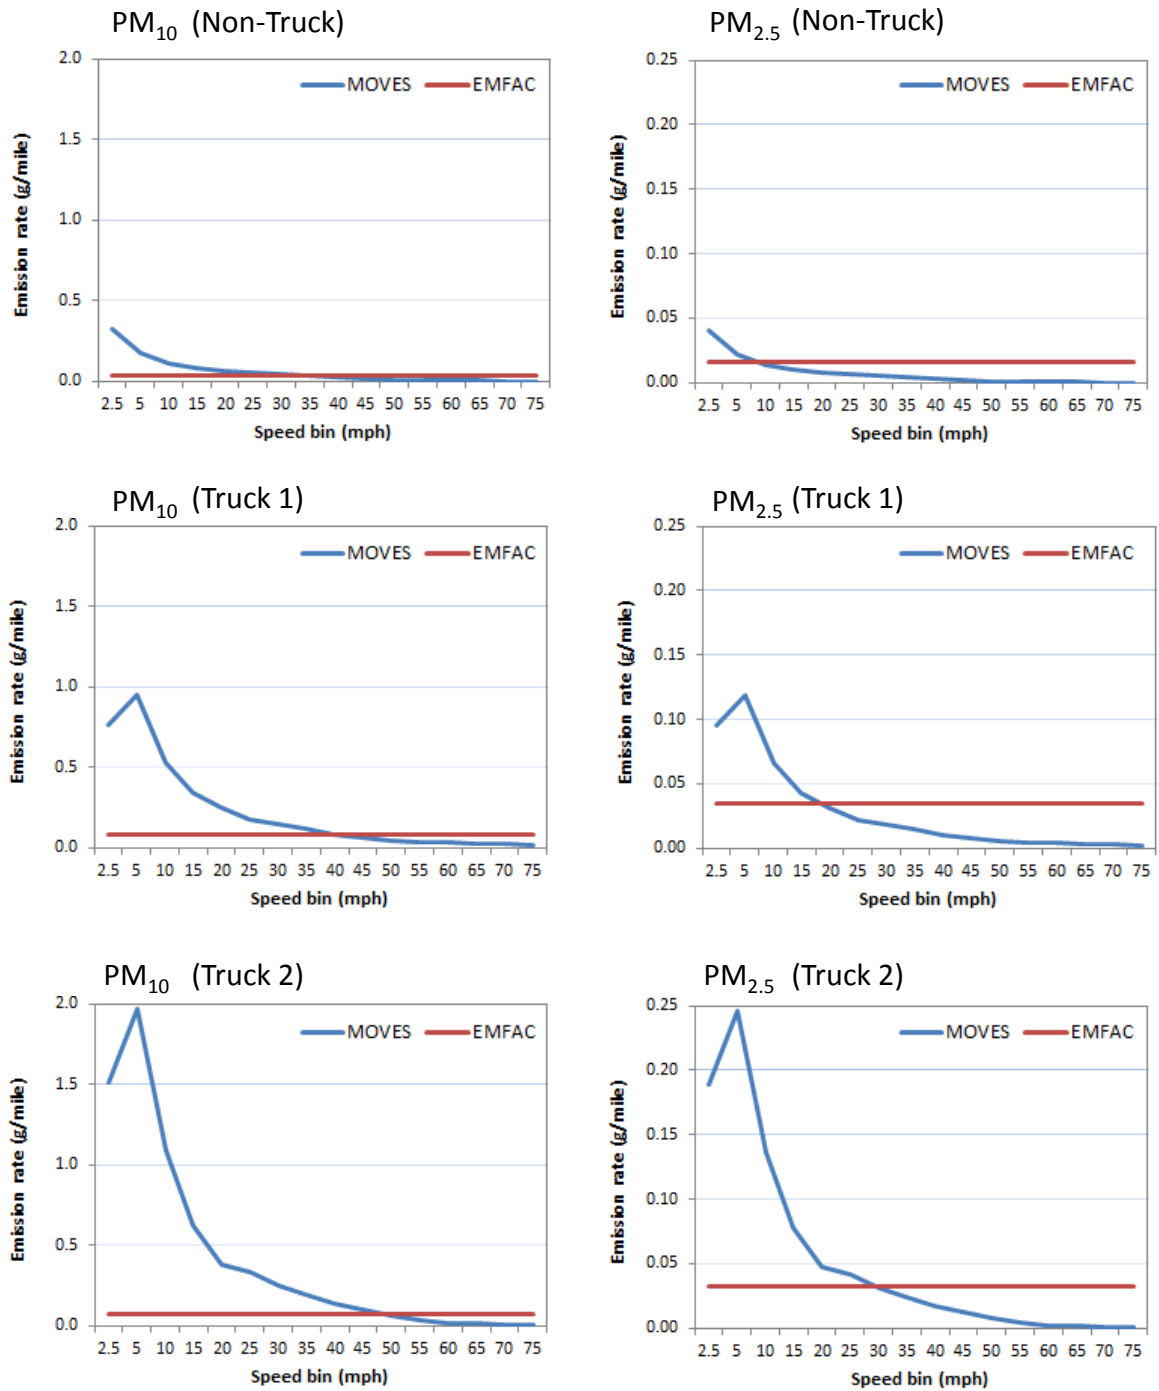 PM10 (Non-Truck)
2.0
1.5
1.0
0.5
0.0
Emission rate (g/mile)
MOVES EMFAC
2.5 5 10 15 20 25 30 35 40 45 50 55 60 65 70 75
Speed bin (mph)
PM2.5 (Non-Truck)
0.25
0.20
0.15
0.10
0.05
0.00
Emission rate (g/mile)
MOVES EMFAC
2.5 5 10 15 20 25 30 35 40 45 50 55 60 65 70 75
Speed bin (mph)
PM10 (Truck 1)
2.0
1.5
1.0
0.5
0.0
Emission rate (g/mile)
MOVES EMFAC
2.5 5 10 15 20 25 30 35 40 45 50 55 60 65 70 75
Speed bin (mph)
PM2.5 (Truck 1)
0.25
0.20
0.15
0.10
0.05
0.00
Emission rate (g/mile)
MOVES EMFAC
2.5 5 10 15 20 25 30 35 40 45 50 55 60 65 70 75
Speed bin (mph)
PM10 (Truck 2)
2.0
1.5
1.0
0.5
0.0
Emission rate (g/mile)
MOVES EMFAC
2.5 5 10 15 20 25 30 35 40 45 50 55 60 65 70 75
Speed bin (mph)
PM2.5 (Truck 2)
0.25
0.20
0.15
0.10
0.05
0.00
Emission rate (g/mile)
MOVES EMFAC
2.5 5 10 15 20 25 30 35 40 45 50 55 60 65 70 75
Speed bin (mph)